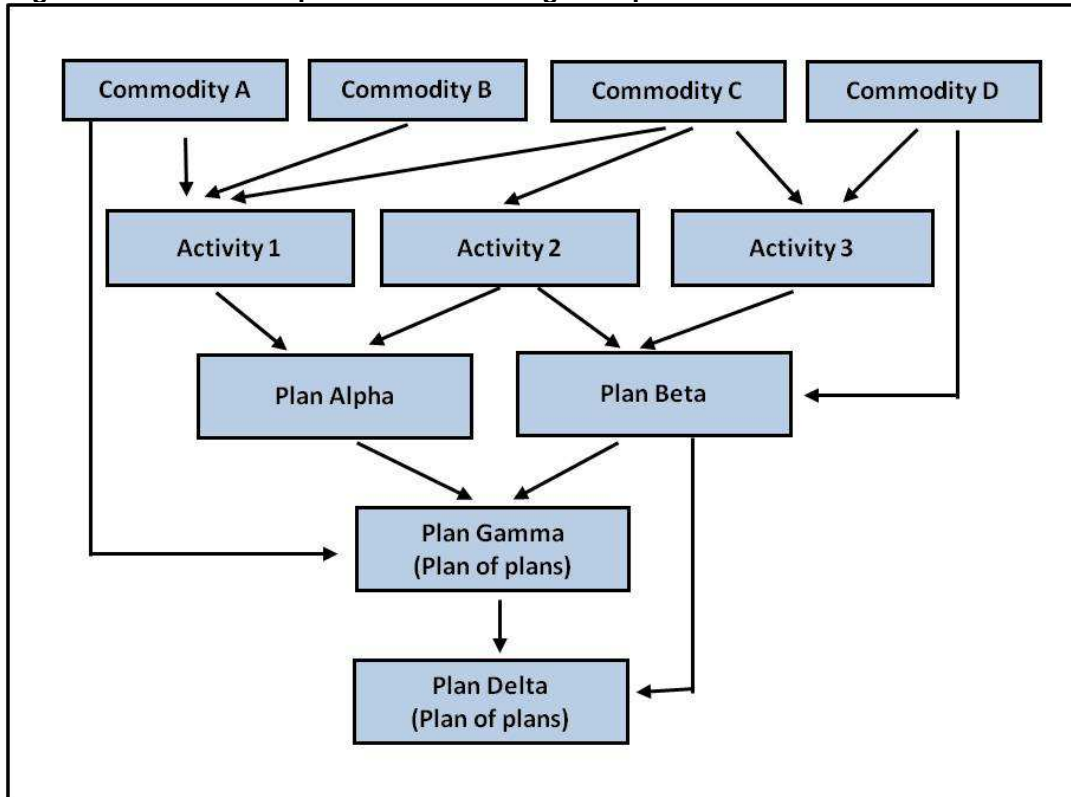 Commodity A
Commodity B
Commodity C
Commodity D
Activity 1
Activity 2
Activity 3
Plan Alpha
Plan Beta
Plan Gamma
(Plan of plans)
Plan Delta
(Plan of plans)